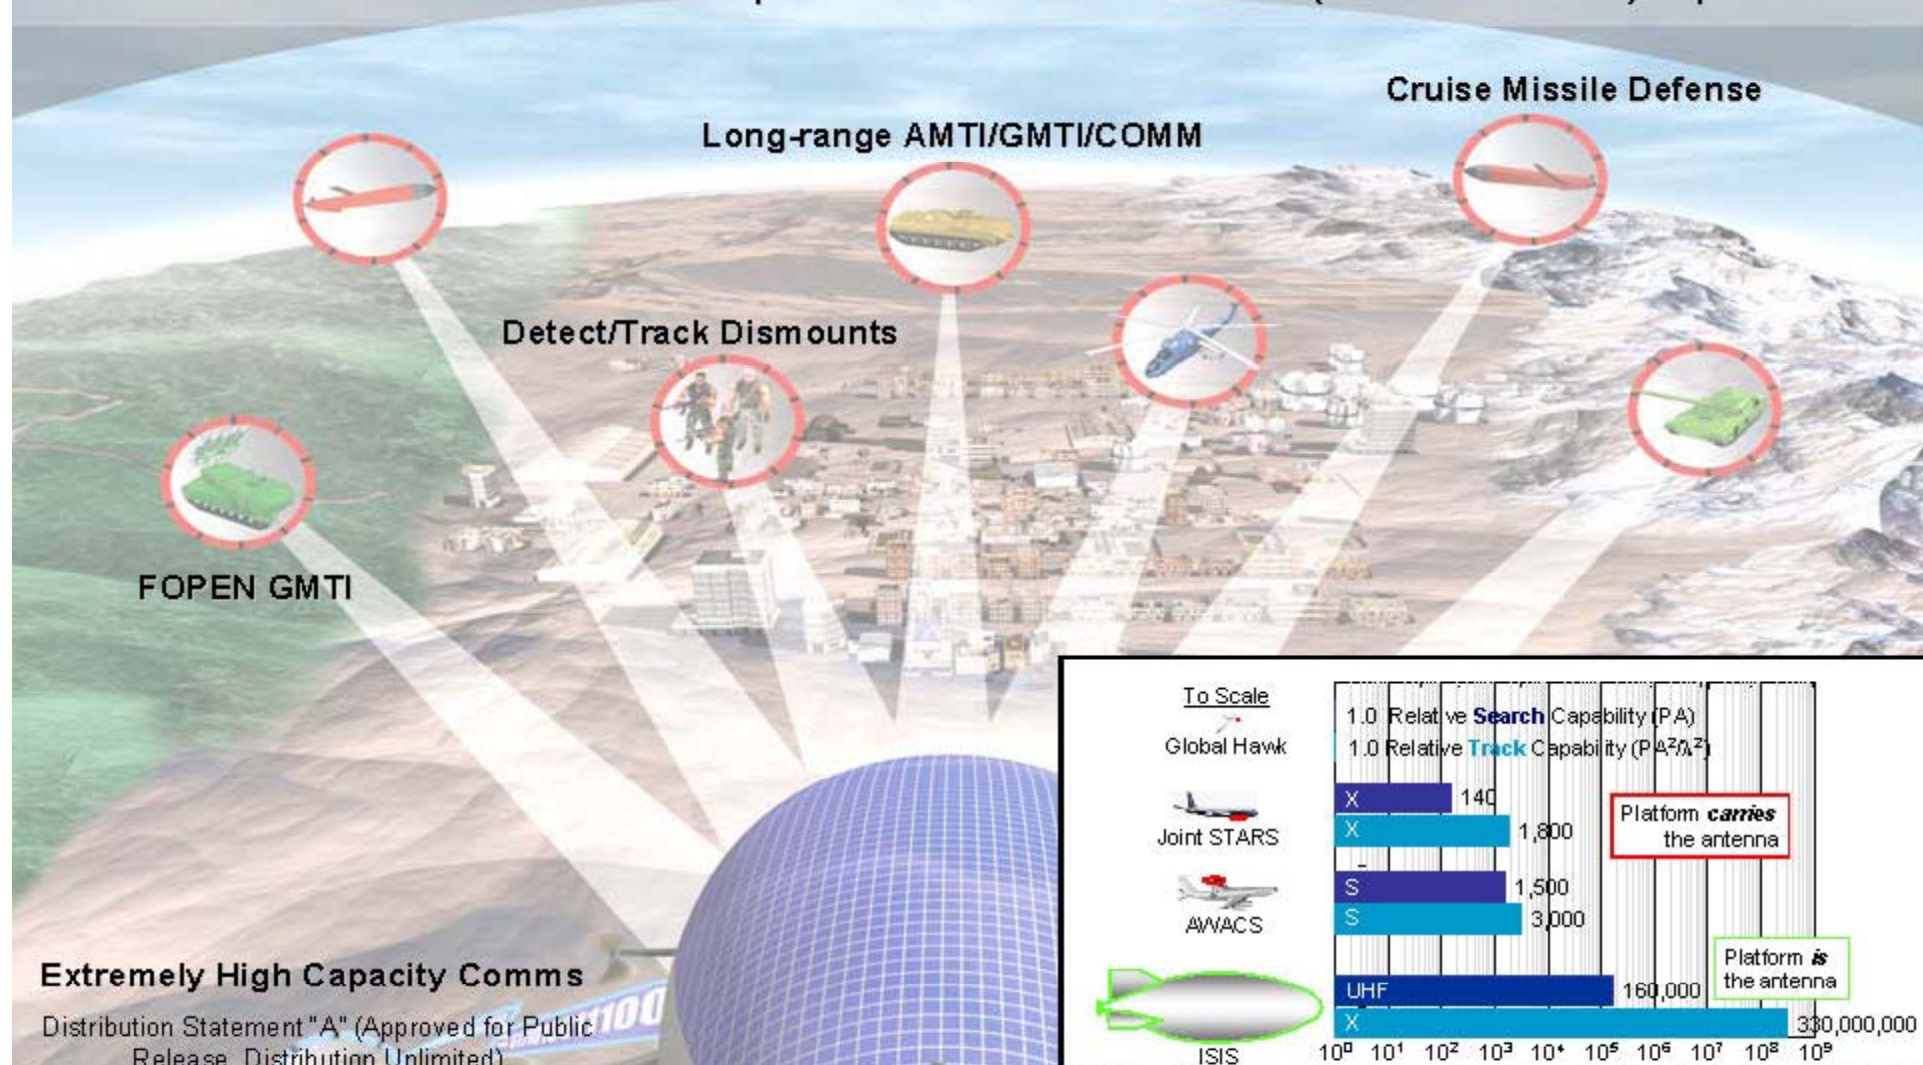 Cruise Missile Defense
Long-range AMTI/GMTI/COMM
Detect/Track Dismounts
FOPEN GMTI
Extremely High Capacity Comms
Distribution Statement "A" (Approved for Public
Release, Distribution Unlimited)
To Scale
Global Hawk
1.0 Relative Search Capability (PA)
1.0 Relative Track Capability (PA²/λ²)
Joint STARS
X 140
X 1,800
Platform carries
the antenna
AWACS
S 1,500
S 3,000
Platform is
the antenna
ISIS
UHF 160,000
X 330,000,000
10⁰ 10¹ 10² 10³ 10⁴ 10⁵ 10⁶ 10⁷ 10⁸ 10⁹